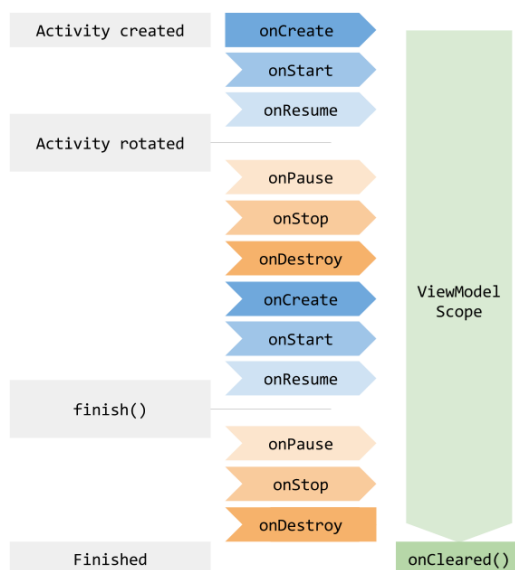 Activity created
onCreate
onStart
onResume
Activity rotated
onPause
onStop
onDestroy
onCreate
onStart
onResume
finish()
onPause
onStop
onDestroy
Finished
ViewModel
Scope
onCleared()